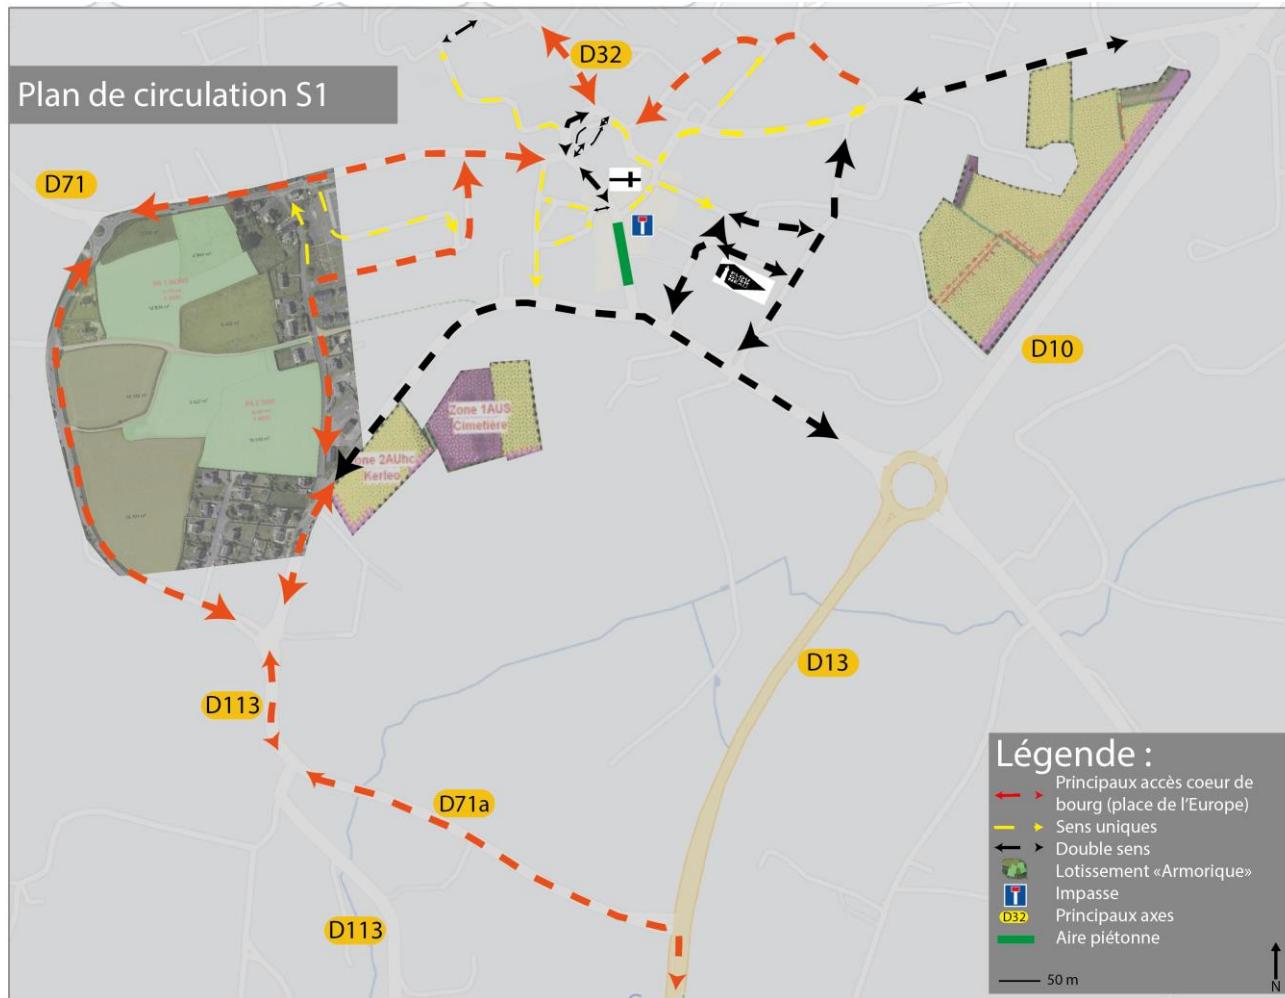 D32
Plan de circulation S1
D71
D10
Zone 1AUS
Cimetière
Zone 2AUhc
Kerleo
D13
D113
D71a
D113
Légende :
Principaux accès coeur de
bourg (place de l'Europe)
Sens uniques
Double sens
Lotissement «Armorique»
Impasse
D32 Principaux axes
Aire piétonne
50 m
N